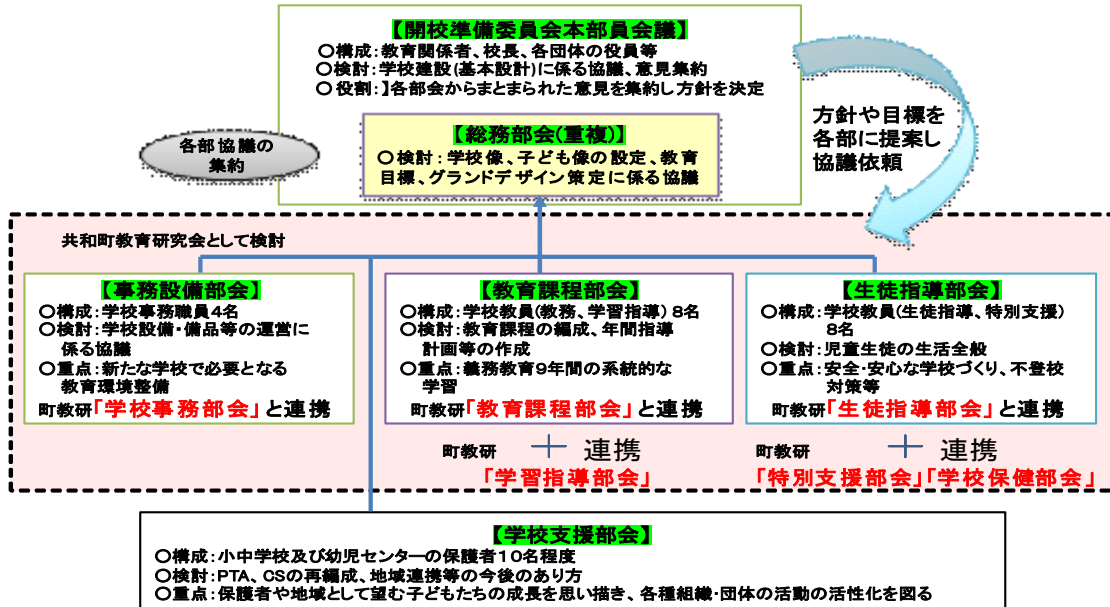 【開校準備委員会本部員会議】
〇構成：教育関係者、校長、各団体の役員等
〇検討：学校建設(基本設計)に係る協議、意見集約
〇役割：】各部会からまとまられた意見を集約し方針を決定
【総務部会(重複)】
〇検討：学校像、子ども像の設定、教育
目標、グランドデザイン策定に係る協議
各部協議の
集約
方針や目標を
各部に提案し
協議依頼
共和町教育研究会として検討
【事務設備部会】
〇構成：学校事務職員４名
〇検討：学校設備・備品等の運営に
係る協議
〇重点：新たな学校で必要となる
教育環境整備
町教研「学校事務部会」と連携
【教育課程部会】
〇構成：学校教員(教務、学習指導)８名
〇検討：教育課程の編成、年間指導
計画等の作成
〇重点：義務教育９年間の系統的な
学習
町教研「教育課程部会」と連携
町教研 ＋ 連携
「学習指導部会」
【生徒指導部会】
〇構成：学校教員(生徒指導、特別支援)
８名
〇検討：児童生徒の生活全般
〇重点：安全・安心な学校づくり、不登校
対策等
町教研「生徒指導部会」と連携
町教研 ＋ 連携
「特別支援部会」「学校保健部会」
【学校支援部会】
〇構成：小中学校及び幼児センターの保護者１０名程度
〇検討：PTA、CSの再編成、地域連携等の今後のあり方
〇重点：保護者や地域として望む子どもたちの成長を思い描き、各種組織・団体の活動の活性化を図る